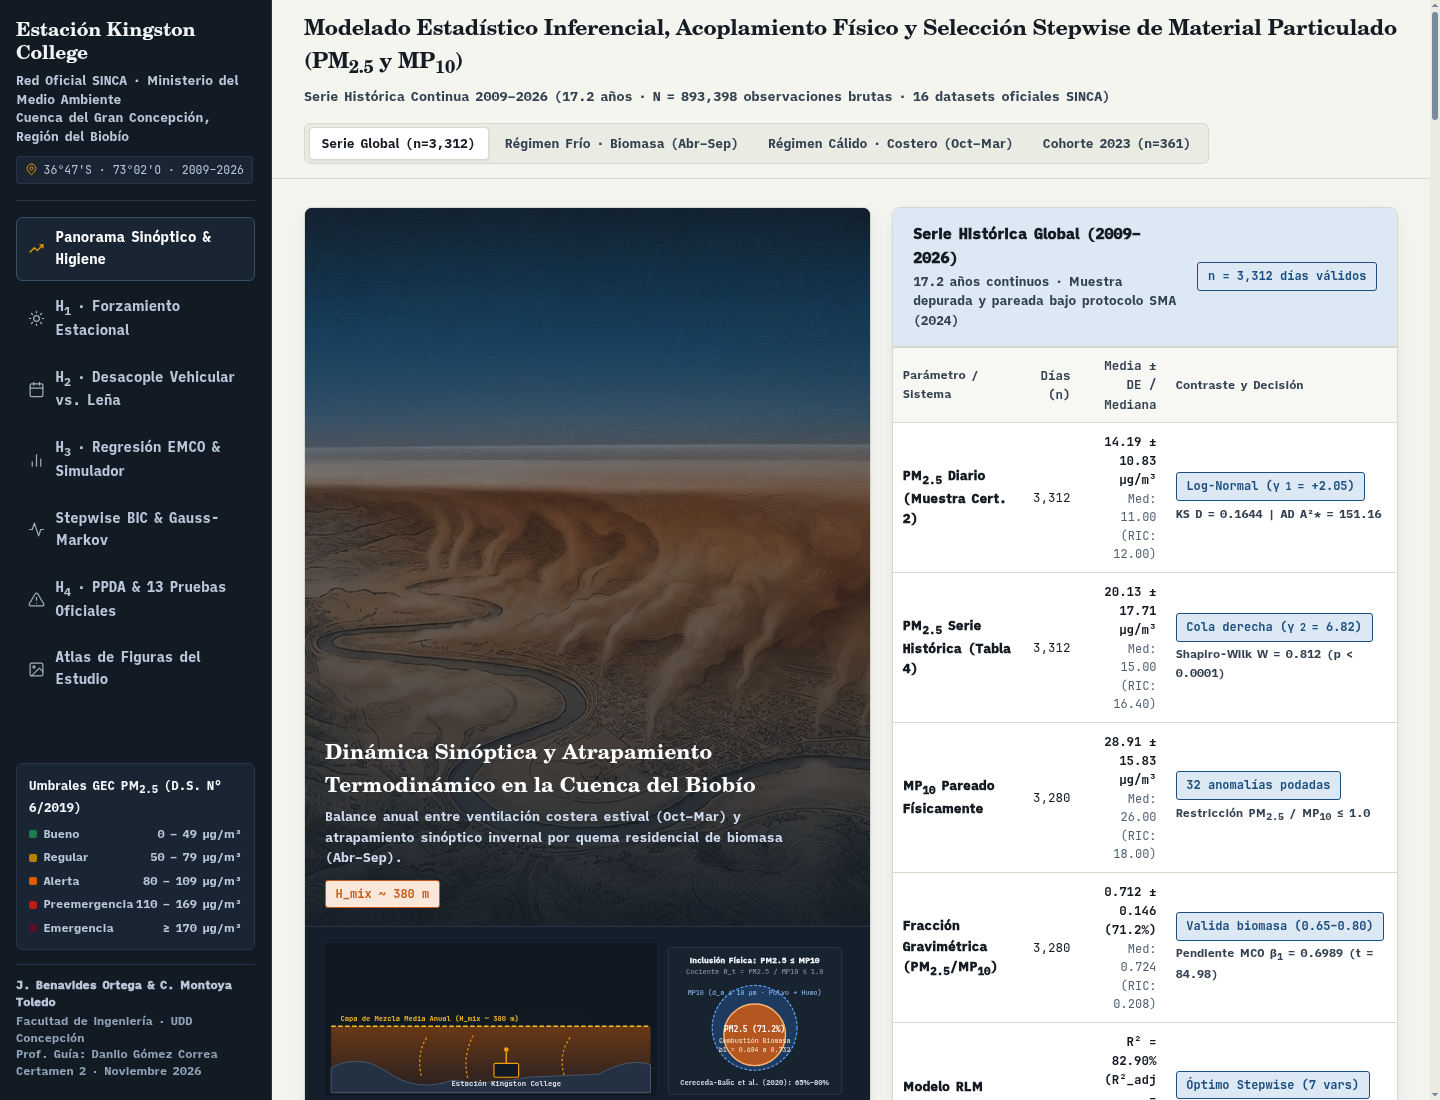 Estación Kingston
College
Red Oficial SINCA · Ministerio del
Medio Ambiente
Cuenca del Gran Concepción,
Región del Biobío
36°47'S · 73°02'O · 2009–2026
Panorama Sinóptico &
Higiene
H1 · Forzamiento
Estacional
H2 · Desacople Vehicular
vs. Leña
H3 · Regresión EMCO &
Simulador
Stepwise BIC & Gauss-
Markov
H4 · PPDA & 13 Pruebas
Oficiales
Atlas de Figuras del
Estudio
Umbrales GEC PM2.5 (D.S. N°
6/2019)
Bueno 0 – 49 µg/m³
Regular 50 – 79 µg/m³
Alerta 80 – 109 µg/m³
Preemergencia 110 – 169 µg/m³
Emergencia ≥ 170 µg/m³
J. Benavides Ortega & C. Montoya
Toledo
Facultad de Ingeniería · UDD
Concepción
Prof. Guía: Danilo Gómez Correa
Certamen 2 · Noviembre 2026
Modelado Estadístico Inferencial, Acoplamiento Físico y Selección Stepwise de Material Particulado
(PM2.5 y MP10)
Serie Histórica Continua 2009–2026 (17.2 años · N = 893,398 observaciones brutas · 16 datasets oficiales SINCA)
Serie Global (n=3,312)
Régimen Frío · Biomasa (Abr–Sep)
Régimen Cálido · Costero (Oct–Mar)
Cohorte 2023 (n=361)
Dinámica Sinóptica y Atrapamiento
Termodinámico en la Cuenca del Biobío
Balance anual entre ventilación costera estival (Oct–Mar) y
atrapamiento sinóptico invernal por quema residencial de biomasa
(Abr–Sep).
H_mix ~ 380 m
Capa de Mezcla Media Anual (H_mix ~ 380 m)
Estación Kingston College
Inclusión Física: PM2.5 ≤ MP10
Cociente R_t = PM2.5 / MP10 ≤ 1.0
MP10 (d_a ≤ 10 µm · Polvo + Humo)
PM2.5 (71.2%)
Combustión Biomasa
Cereceda-Balic et al. (2020): 65%–80%
Serie Histórica Global (2009–
2026)
17.2 años continuos · Muestra
depurada y pareada bajo protocolo SMA
(2024)
n = 3,312 días válidos
Parámetro /
Sistema
Días
(n)
Media ±
DE /
Mediana
Contraste y Decisión
PM2.5 Diario
(Muestra Cert.
2)
3,312
14.19 ±
10.83
µg/m³
Med:
11.00
(RIC:
12.00)
Log-Normal (γ 1 = +2.05)
KS D = 0.1644 | AD A²* = 151.16
PM2.5 Serie
Histórica (Tabla
4)
3,312
20.13 ±
17.71
µg/m³
Med:
15.00
(RIC:
16.40)
Cola derecha (γ 2 = 6.82)
Shapiro-Wilk W = 0.812 (p <
0.0001)
MP10 Pareado
Físicamente
3,280
28.91 ±
15.83
µg/m³
Med:
26.00
(RIC:
18.00)
32 anomalías podadas
Restricción PM2.5 / MP10 ≤ 1.0
Fracción
Gravimétrica
(PM2.5/MP10)
3,280
0.712 ±
0.146
(71.2%)
Med:
0.724
(RIC:
0.208)
Valida biomasa (0.65–0.80)
Pendiente MCO β1 = 0.6989 (t =
84.98)
Modelo RLM
R² =
82.90%
(R²_adj
=
Óptimo Stepwise (7 vars)